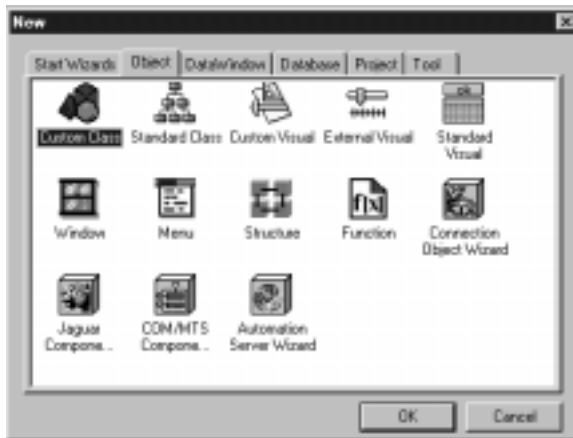 New
Start Wizards Object DataWindow Database Project Tool
Custom Class Standard Class Custom Visual External Visual Standard Visual
Window Menu Structure Function Connection Object Wizard
Jaguar Compone... COM/MTS Compone... Automation Server Wizard
OK Cancel